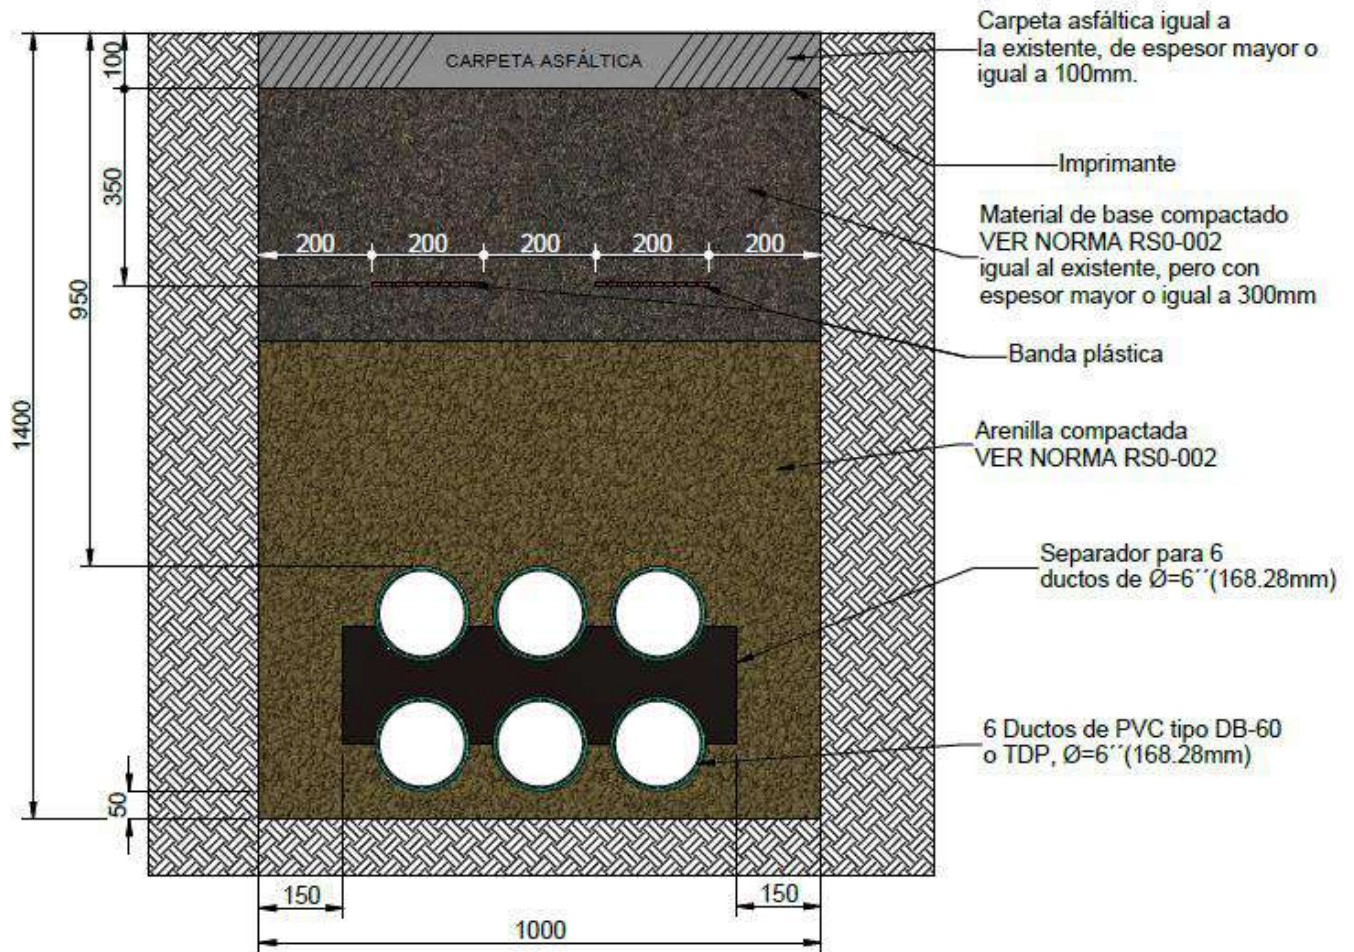 Carpeta asfáltica igual a
la existente, de espesor mayor o
igual a 100mm.
CARPETA ASFÁLTICA
100
Imprimante
350
Material de base compactado
VER NORMA RS0-002
igual al existente, pero con
espesor mayor o igual a 300mm
200 200 200 200 200
950
Banda plástica
1400
Arenilla compactada
VER NORMA RS0-002
Separador para 6
ductos de Ø=6´´(168.28mm)
6 Ductos de PVC tipo DB-60
o TDP, Ø=6´´(168.28mm)
50
150 150
1000